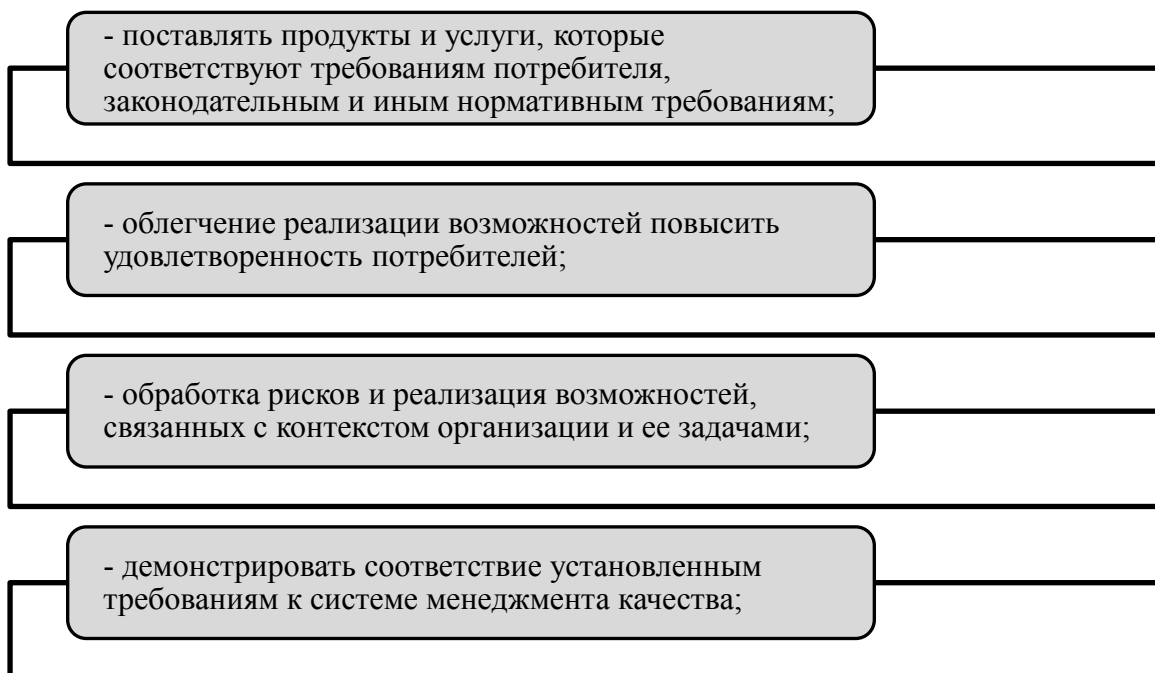 - поставлять продукты и услуги, которые
соответствуют требованиям потребителя,
законодательным и иным нормативным требованиям;
- облегчение реализации возможностей повысить
удовлетворенность потребителей;
- обработка рисков и реализация возможностей,
связанных с контекстом организации и ее задачами;
- демонстрировать соответствие установленным
требованиям к системе менеджмента качества;